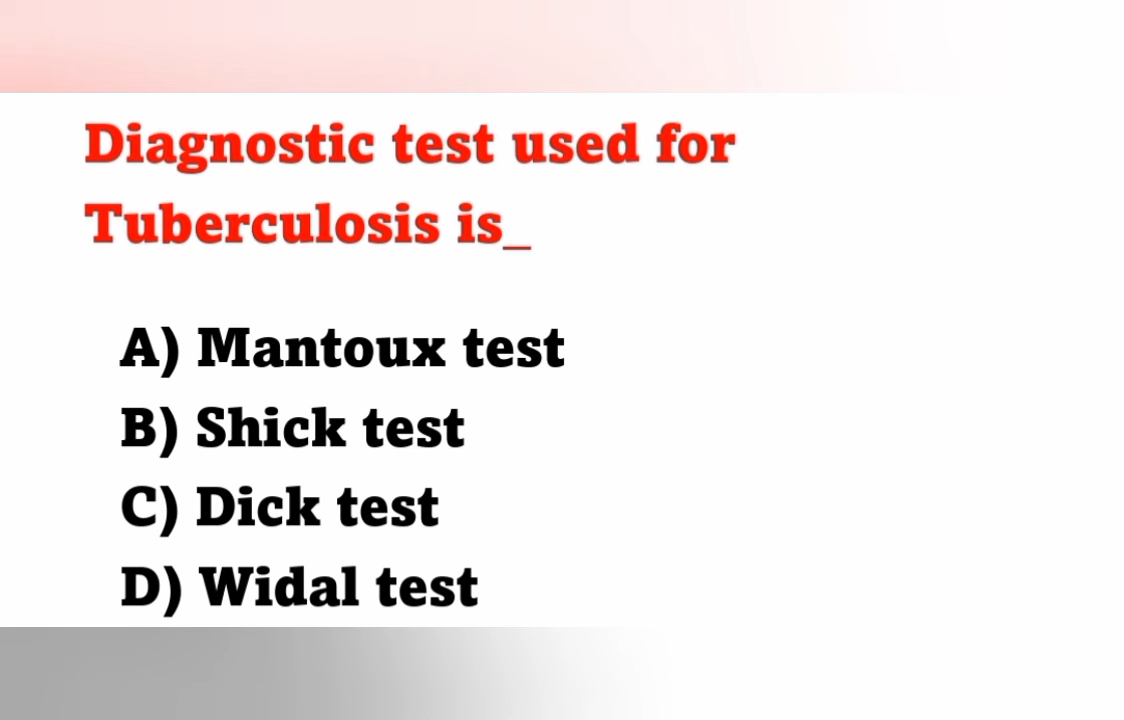 Diagnostic test used for
Tuberculosis is_
A) Mantoux test
B) Shick test
C) Dick test
D) Widal test